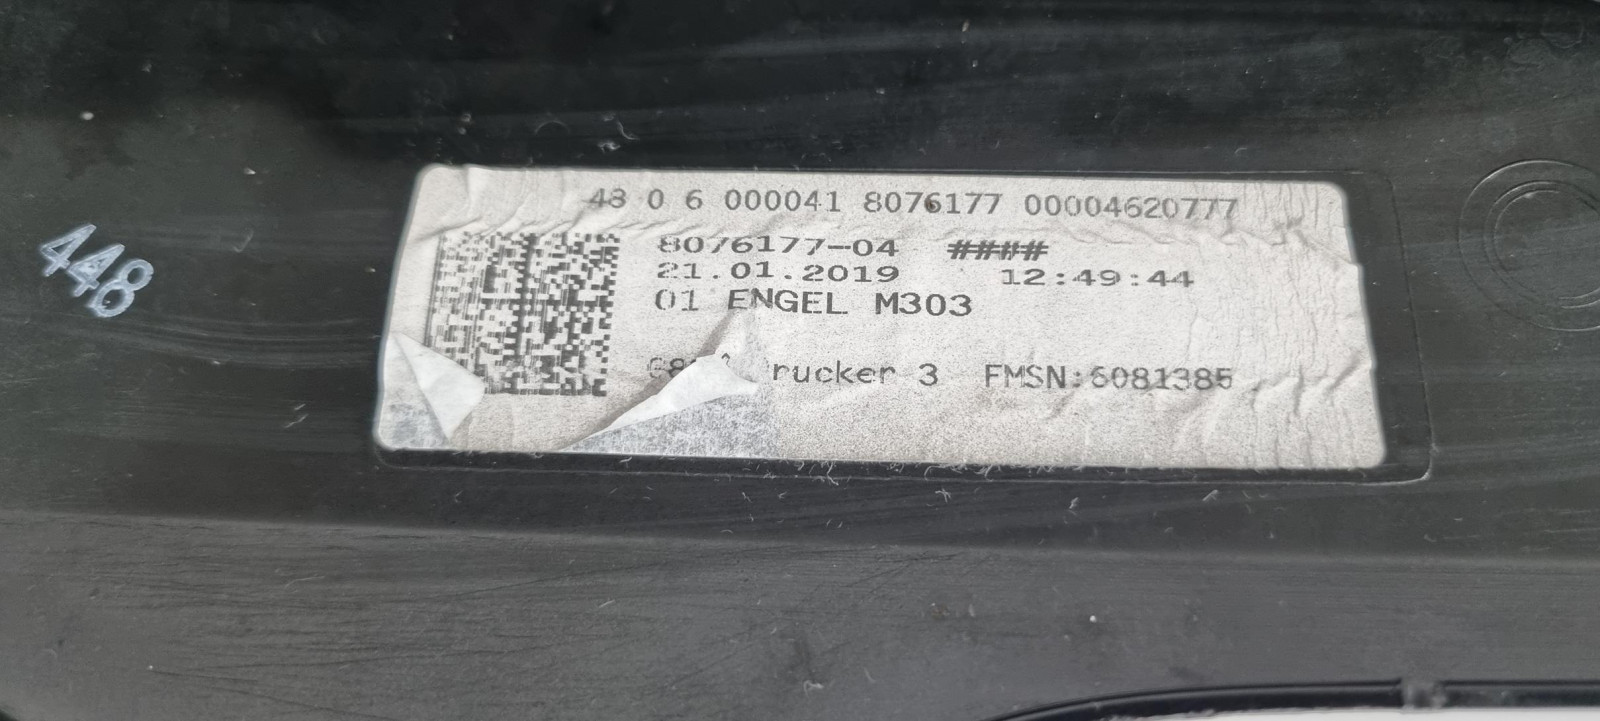 48 0 6 000041 8076177 00004620777
8076177-04 ####
21.01.2019 12:49:44
01 ENGEL M303
rucker 3 FMSN:6081385
448